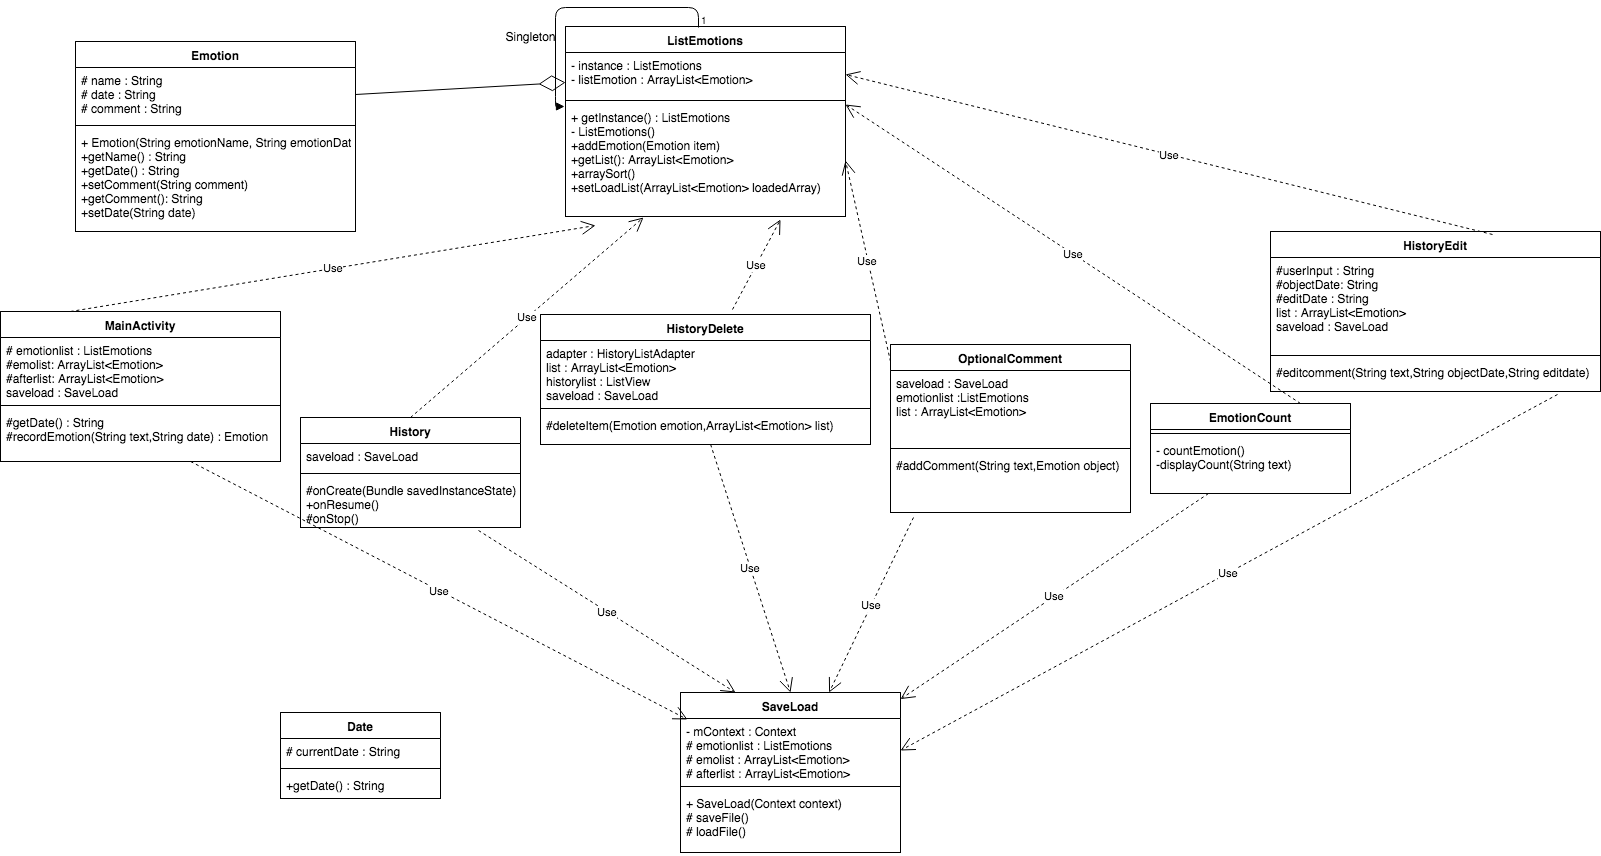 Singleton
1
Emotion
# name : String
# date : String
# comment : String
+ Emotion(String emotionName, String emotionDat
+getName() : String
+getDate() : String
+setComment(String comment)
+getComment(): String
+setDate(String date)
ListEmotions
- instance : ListEmotions
- listEmotion : ArrayList<Emotion>
+ getInstance() : ListEmotions
- ListEmotions()
+addEmotion(Emotion item)
+getList(): ArrayList<Emotion>
+arraySort()
+setLoadList(ArrayList<Emotion> loadedArray)
Use
Use
Use
Use
Use
Use
MainActivity
# emotionlist : ListEmotions
#emolist: ArrayList<Emotion>
#afterlist: ArrayList<Emotion>
saveload : SaveLoad
#getDate() : String
#recordEmotion(String text,String date) : Emotion
History
saveload : SaveLoad
#onCreate(Bundle savedInstanceState)
+onResume()
#onStop()
HistoryDelete
adapter : HistoryListAdapter
list : ArrayList<Emotion>
historylist : ListView
saveload : SaveLoad
#deleteItem(Emotion emotion,ArrayList<Emotion> list)
OptionalComment
saveload : SaveLoad
emotionlist :ListEmotions
list : ArrayList<Emotion>
#addComment(String text,Emotion object)
EmotionCount
- countEmotion()
-displayCount(String text)
HistoryEdit
#userInput : String
#objectDate: String
#editDate : String
list : ArrayList<Emotion>
saveload : SaveLoad
#editcomment(String text,String objectDate,String editdate)
Use
Use
Use
Use
Use
Use
Date
# currentDate : String
+getDate() : String
SaveLoad
- mContext : Context
# emotionlist : ListEmotions
# emolist : ArrayList<Emotion>
# afterlist : ArrayList<Emotion>
+ SaveLoad(Context context)
# saveFile()
# loadFile()